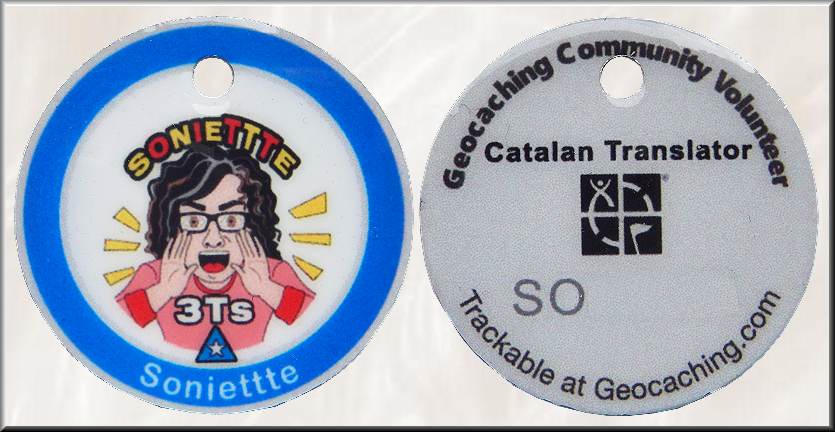 SONIETTTE
3Ts
Soniettte
Geocaching Community Volunteer
Catalan Translator
SO
Trackable at Geocaching.com